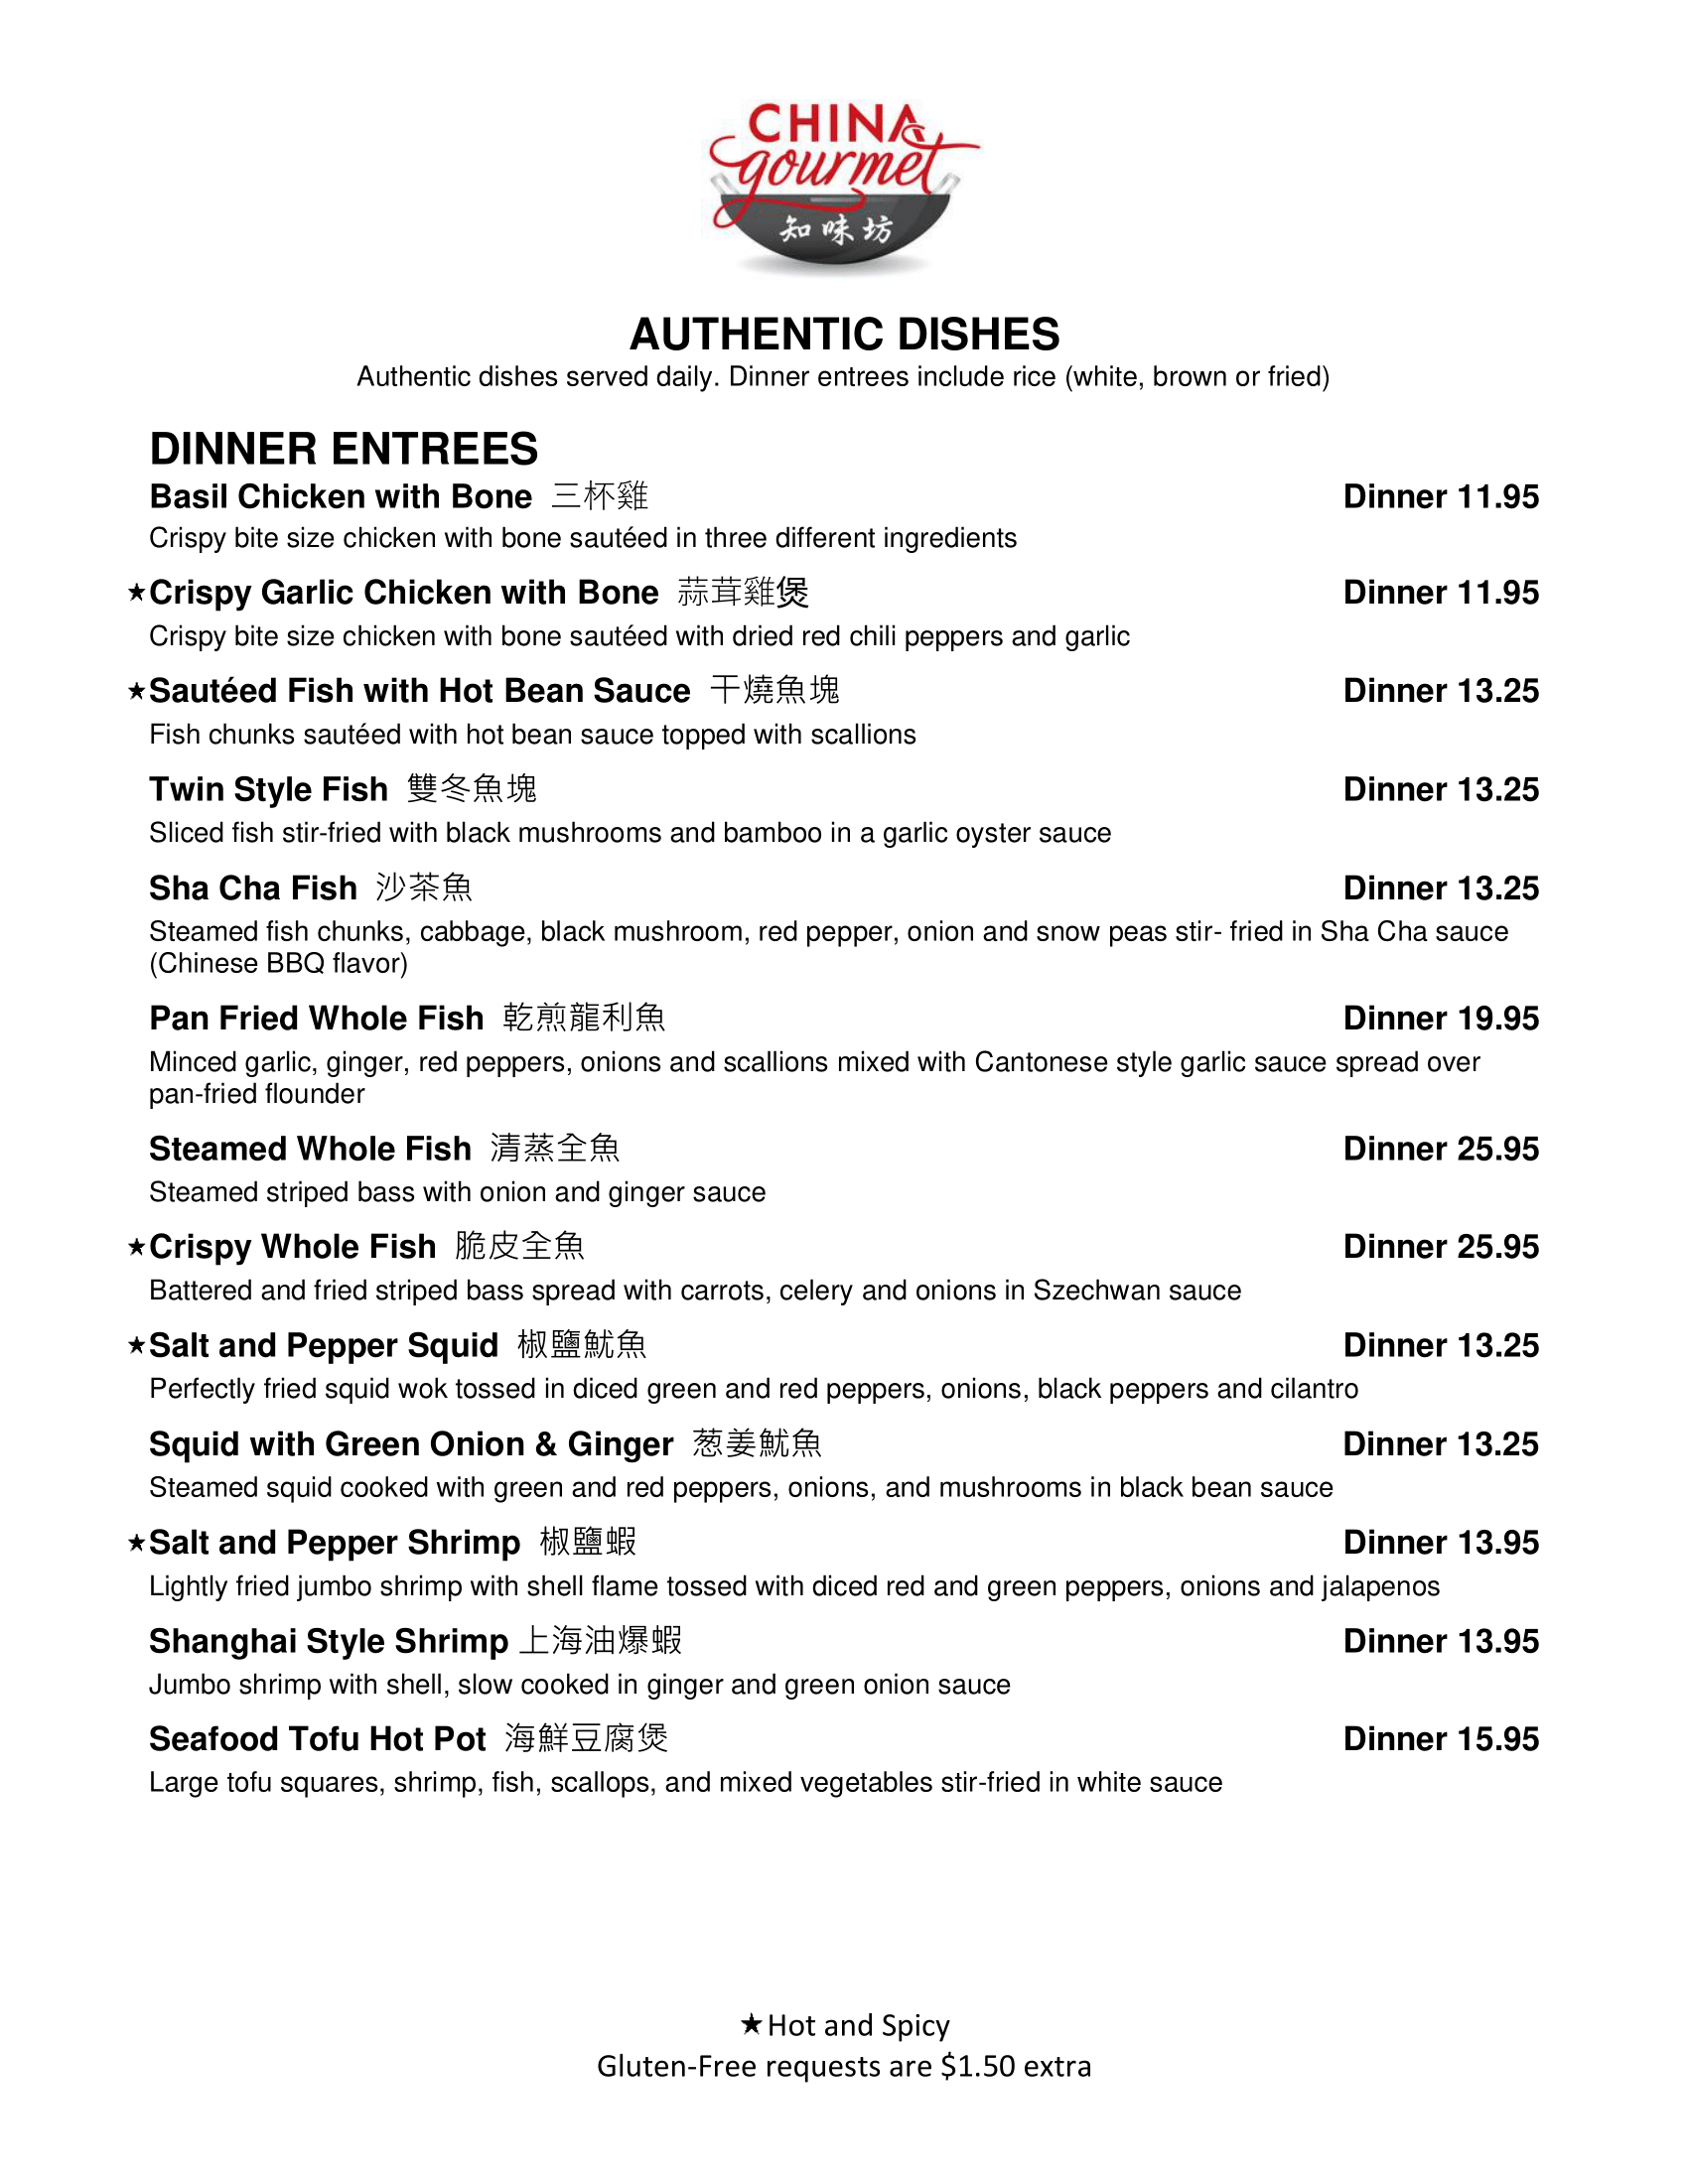 CHINA
gourmet
知味坊
AUTHENTIC DISHES
Authentic dishes served daily. Dinner entrees include rice (white, brown or fried)
DINNER ENTREES
Basil Chicken with Bone 三杯雞 Dinner 11.95
Crispy bite size chicken with bone sautéed in three different ingredients
★Crispy Garlic Chicken with Bone 蒜茸雞煲 Dinner 11.95
Crispy bite size chicken with bone sautéed with dried red chili peppers and garlic
★Sautéed Fish with Hot Bean Sauce 干燒魚塊 Dinner 13.25
Fish chunks sautéed with hot bean sauce topped with scallions
Twin Style Fish 雙冬魚塊 Dinner 13.25
Sliced fish stir-fried with black mushrooms and bamboo in a garlic oyster sauce
Sha Cha Fish 沙茶魚 Dinner 13.25
Steamed fish chunks, cabbage, black mushroom, red pepper, onion and snow peas stir- fried in Sha Cha sauce
(Chinese BBQ flavor)
Pan Fried Whole Fish 乾煎龍利魚 Dinner 19.95
Minced garlic, ginger, red peppers, onions and scallions mixed with Cantonese style garlic sauce spread over
pan-fried flounder
Steamed Whole Fish 清蒸全魚 Dinner 25.95
Steamed striped bass with onion and ginger sauce
★Crispy Whole Fish 脆皮全魚 Dinner 25.95
Battered and fried striped bass spread with carrots, celery and onions in Szechwan sauce
★Salt and Pepper Squid 椒鹽魷魚 Dinner 13.25
Perfectly fried squid wok tossed in diced green and red peppers, onions, black peppers and cilantro
Squid with Green Onion & Ginger 葱姜魷魚 Dinner 13.25
Steamed squid cooked with green and red peppers, onions, and mushrooms in black bean sauce
★Salt and Pepper Shrimp 椒鹽蝦 Dinner 13.95
Lightly fried jumbo shrimp with shell flame tossed with diced red and green peppers, onions and jalapenos
Shanghai Style Shrimp 上海油爆蝦 Dinner 13.95
Jumbo shrimp with shell, slow cooked in ginger and green onion sauce
Seafood Tofu Hot Pot 海鮮豆腐煲 Dinner 15.95
Large tofu squares, shrimp, fish, scallops, and mixed vegetables stir-fried in white sauce
★Hot and Spicy
Gluten-Free requests are $1.50 extra